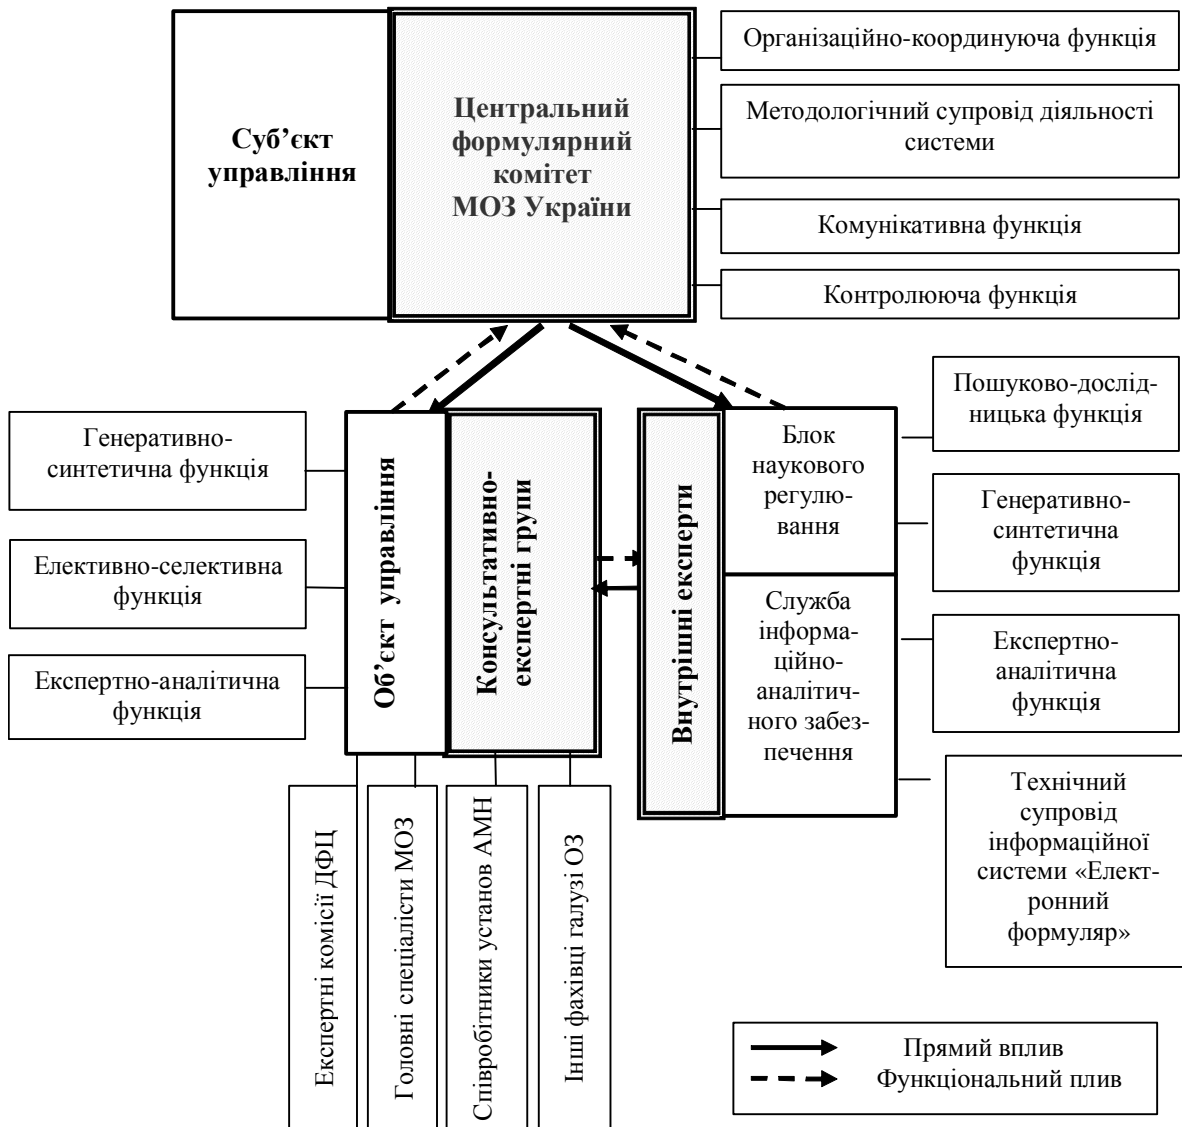 Суб’єкт
управління
Центральний
формулярний
комітет
МОЗ України
Організаційно-координуюча функція
Методологічний супровід діяльності
системи
Комунікативна функція
Контролююча функція
Генеративно-
синтетична функція
Елективно-селективна
функція
Експертно-аналітична
функція
Об’єкт управління
Консультативно-
експертні групи
Внутрішні експерти
Блок
наукового
регулю-
вання
Служба
інформа-
ційно-
аналітич-
ного забез-
печення
Пошуково-дослід-
ницька функція
Генеративно-
синтетична
функція
Експертно-
аналітична
функція
Технічний
супровід
інформаційної
системи «Елект-
ронний
формуляр»
Експертні комісії ДФЦ
Головні спеціалісти МОЗ
Співробітники установ АМН
Інші фахівці галузі ОЗ
Прямий вплив
Функціональний плив